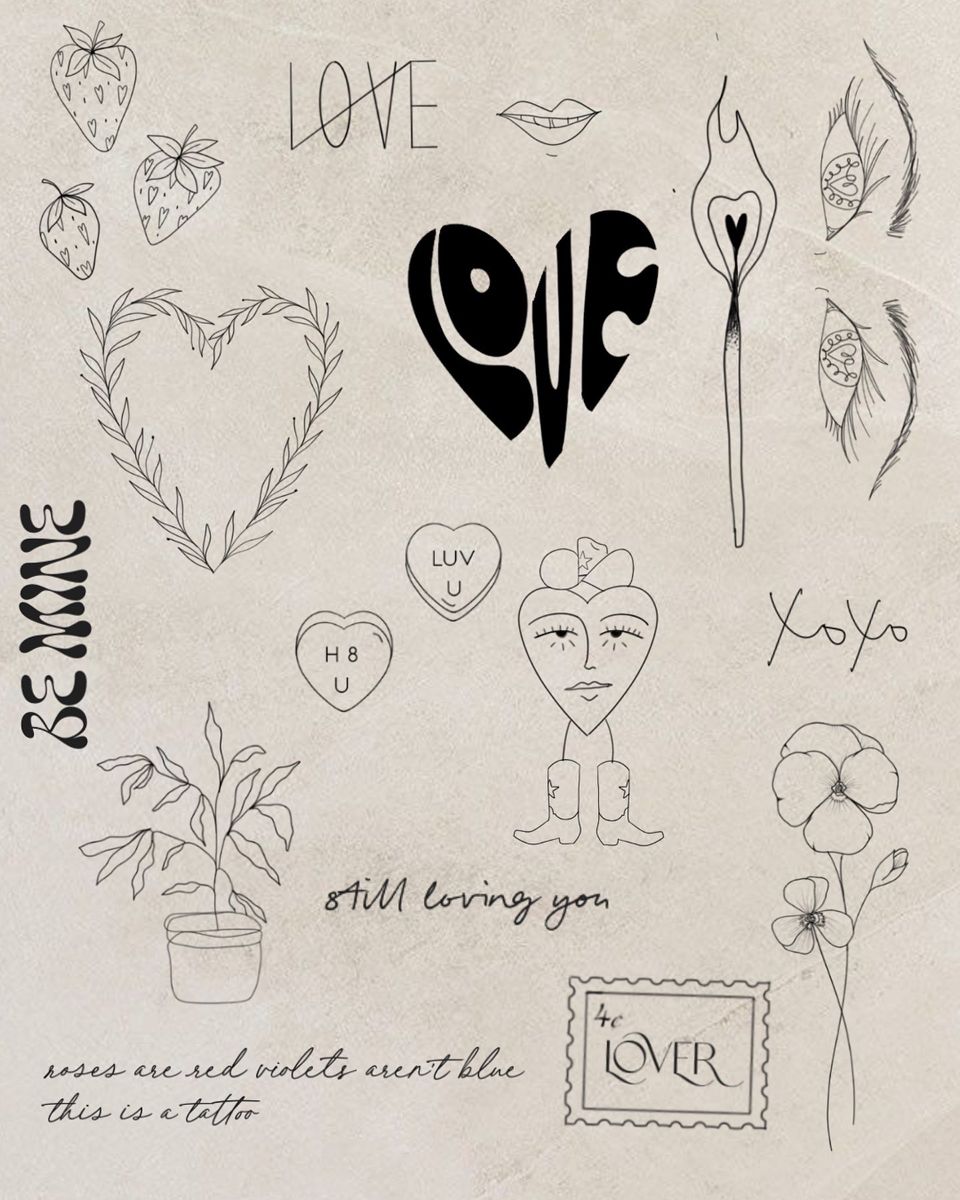 LOVE
LOVE
BE MINE
LUV
U
H 8
U
XoXo
still loving you
4c
LOVER
roses are red violets aren't blue
this is a tattoo